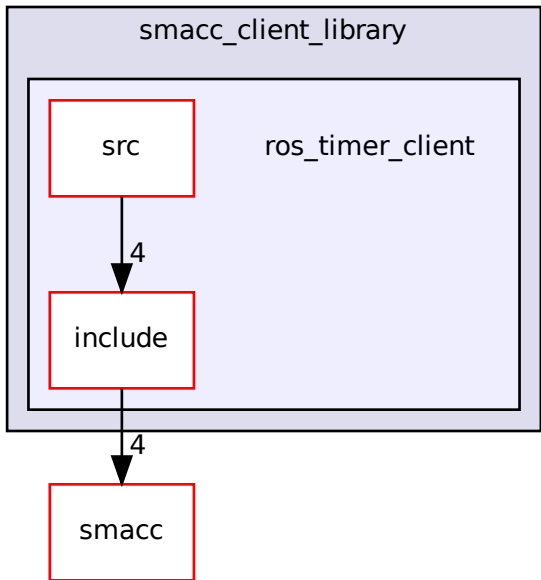 smacc_client_library
src
ros_timer_client
4
include
4
smacc